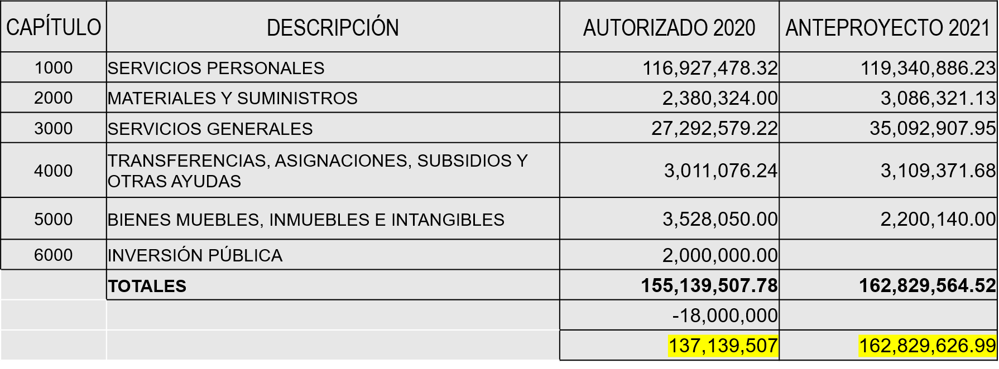 CAPÍTULO DESCRIPCIÓN AUTORIZADO 2020 ANTEPROYECTO 2021
1000 SERVICIOS PERSONALES 116,927,478.32 119,340,886.23
2000 MATERIALES Y SUMINISTROS 2,380,324.00 3,086,321.13
3000 SERVICIOS GENERALES 27,292,579.22 35,092,907.95
4000 TRANSFERENCIAS, ASIGNACIONES, SUBSIDIOS Y
OTRAS AYUDAS 3,011,076.24 3,109,371.68
5000 BIENES MUEBLES, INMUEBLES E INTANGIBLES 3,528,050.00 2,200,140.00
6000 INVERSIÓN PÚBLICA 2,000,000.00
TOTALES 155,139,507.78 162,829,564.52
-18,000,000
137,139,507 162,829,626.99